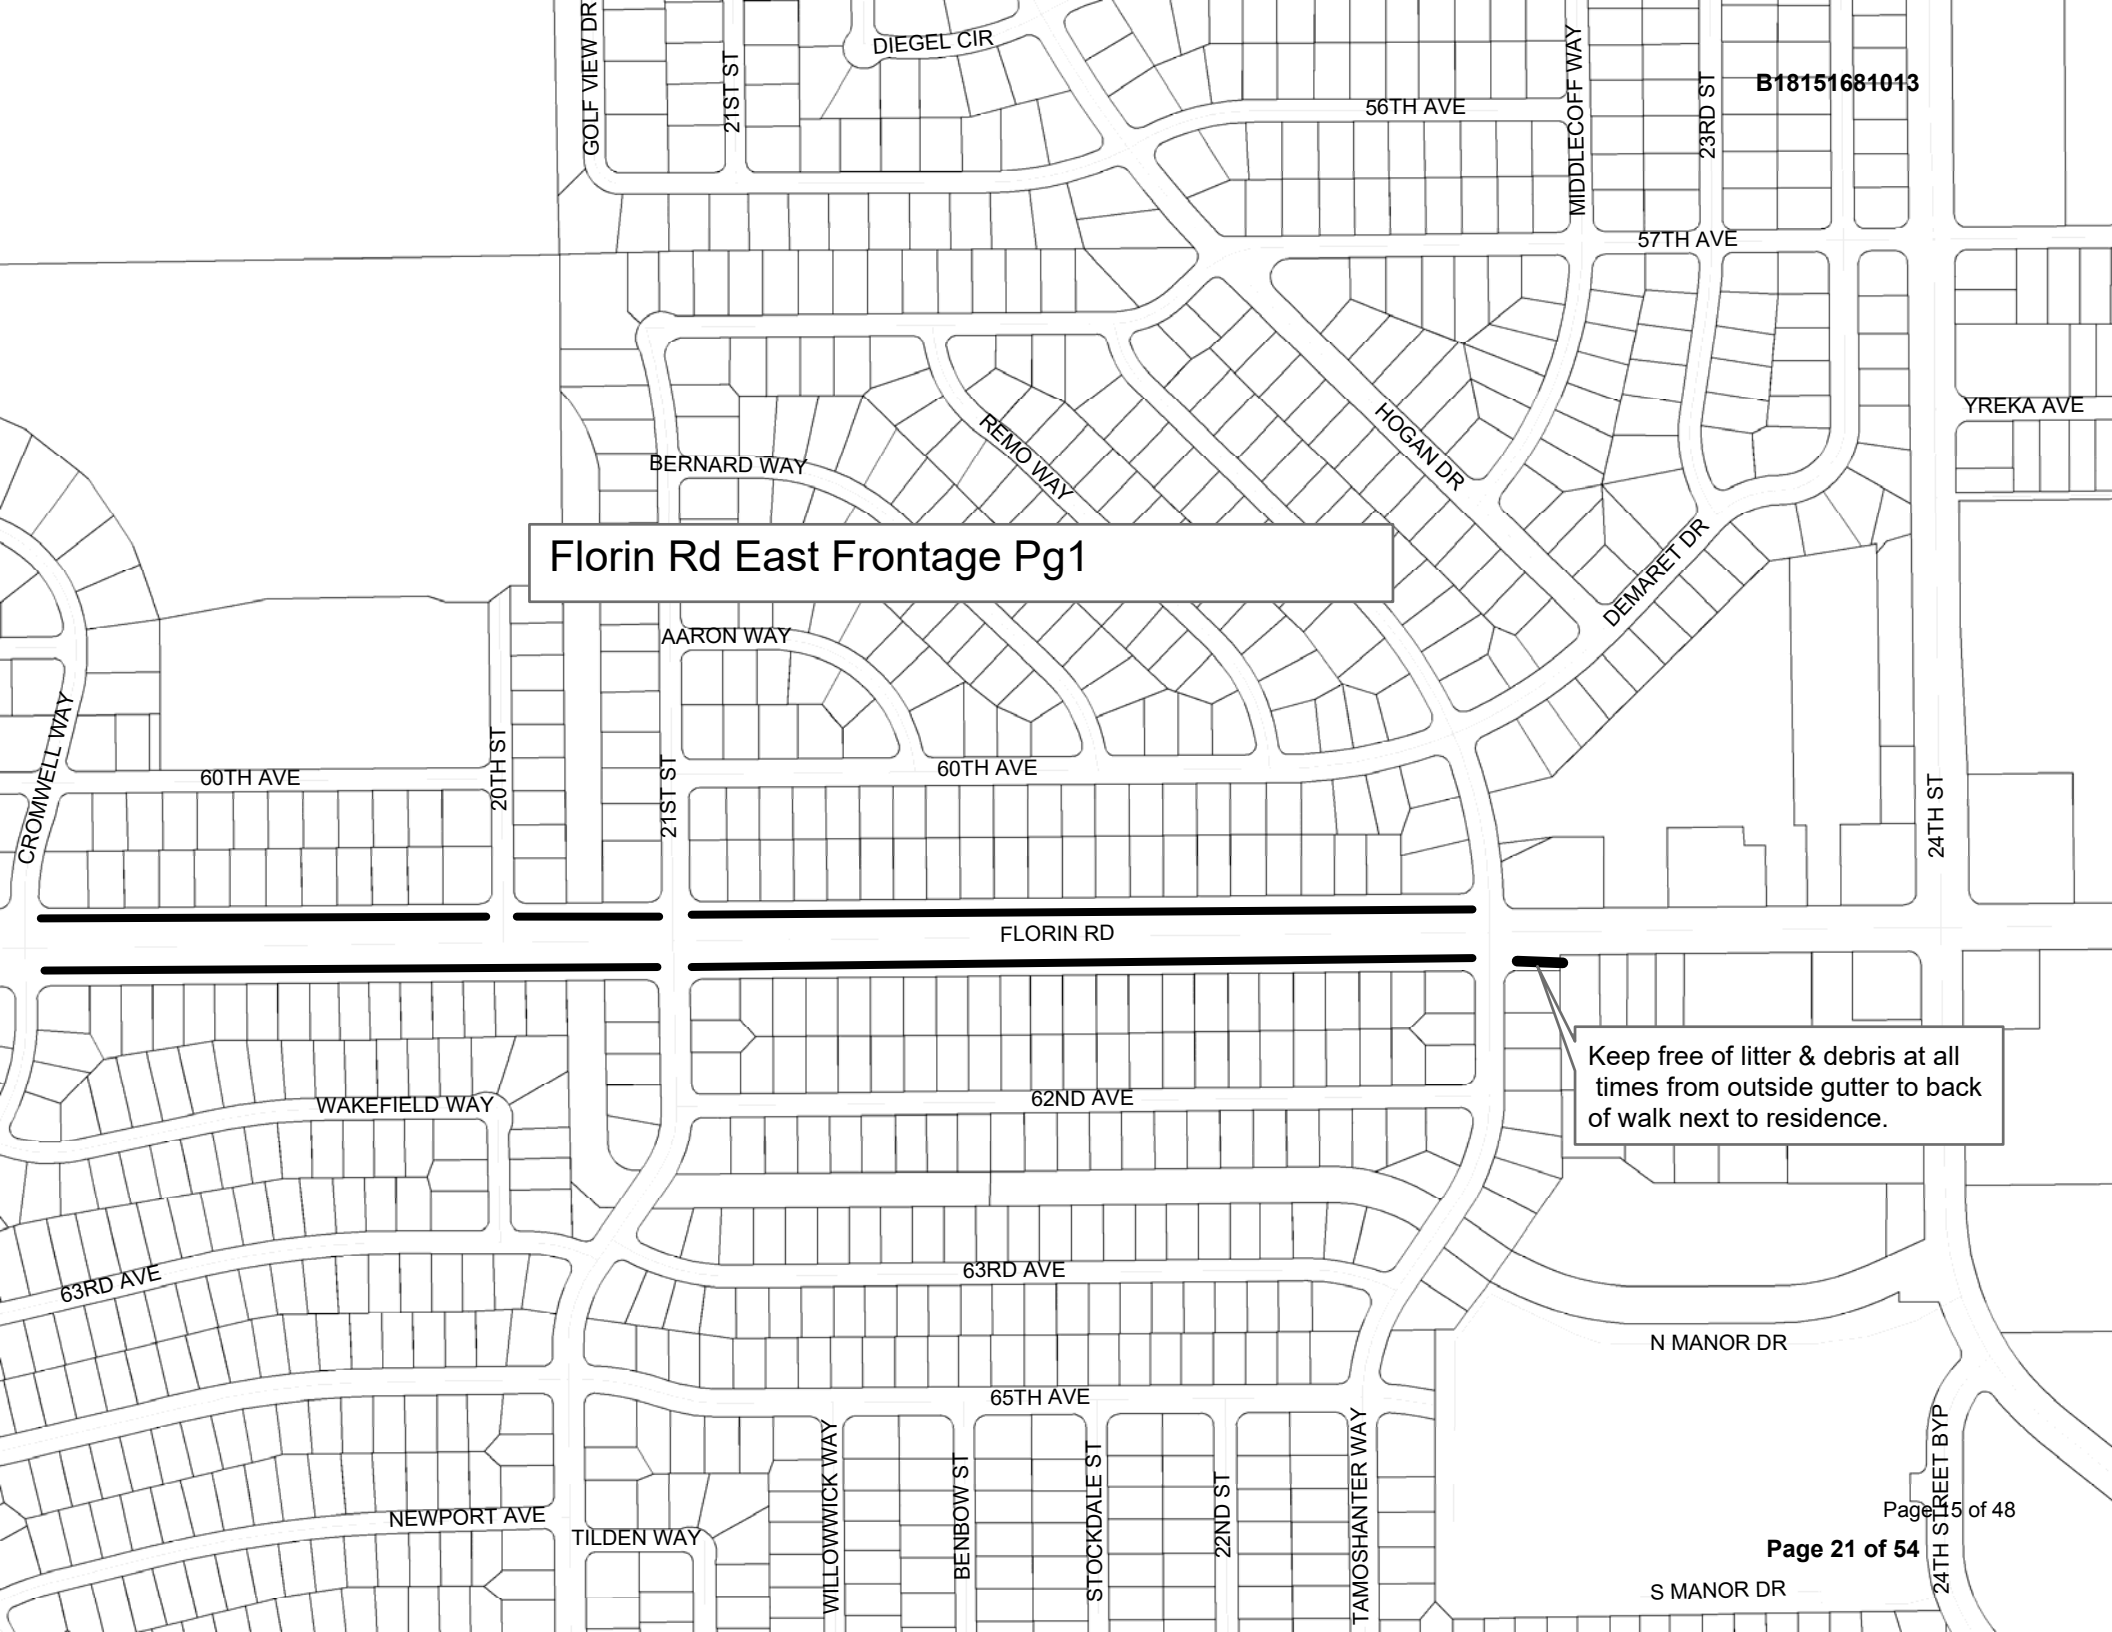 GOLF VIEW DR
21ST ST
DIEGEL CIR
56TH AVE
MIDDLECOFF WAY
23RD ST
B18151681013
57TH AVE
YREKA AVE
HOGAN DR
REMO WAY
BERNARD WAY
DEMARET DR
Florin Rd East Frontage Pg1
AARON WAY
CROMWELL WAY
60TH AVE
20TH ST
21ST ST
60TH AVE
24TH ST
FLORIN RD
Keep free of litter & debris at all
times from outside gutter to back
of walk next to residence.
WAKEFIELD WAY
62ND AVE
63RD AVE
63RD AVE
N MANOR DR
65TH AVE
NEWPORT AVE
TILDEN WAY
WILLOWWICK WAY
BENBOW ST
STOCKDALE ST
22ND ST
TAMOSHANTER WAY
24TH STREET BYP
Page 15 of 48
Page 21 of 54
S MANOR DR